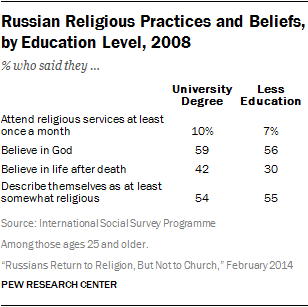 Russian Religious Practices and Beliefs,
by Education Level, 2008
% who said they ...
University Degree Less Education
Attend religious services at least
once a month 10% 7%
Believe in God 59 56
Believe in life after death 42 30
Describe themselves as at least
somewhat religious 54 55
Source: International Social Survey Programme
Among those ages 25 and older.
“Russians Return to Religion, But Not to Church,” February 2014
PEW RESEARCH CENTER